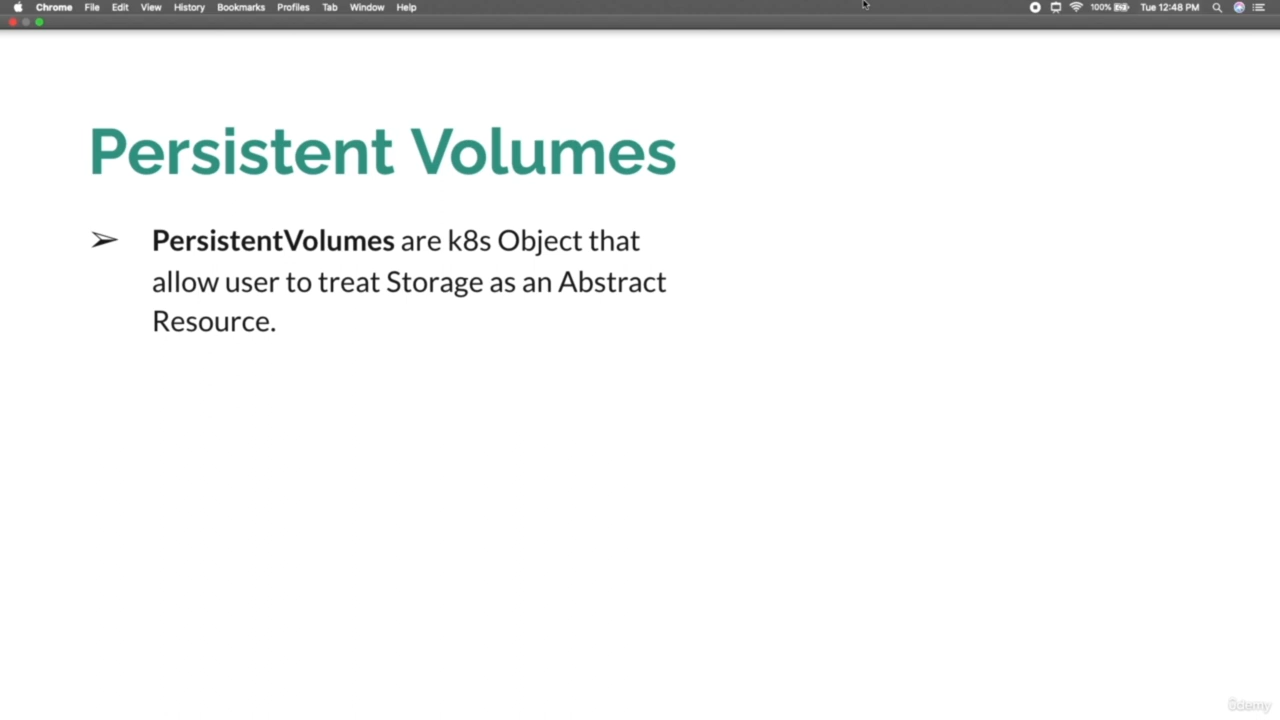 Chrome File Edit View History Bookmarks Profiles Tab Window Help 100% Tue 12:48 PM
Persistent Volumes
➢ PersistentVolumes are k8s Object that
allow user to treat Storage as an Abstract
Resource.
ûdemy